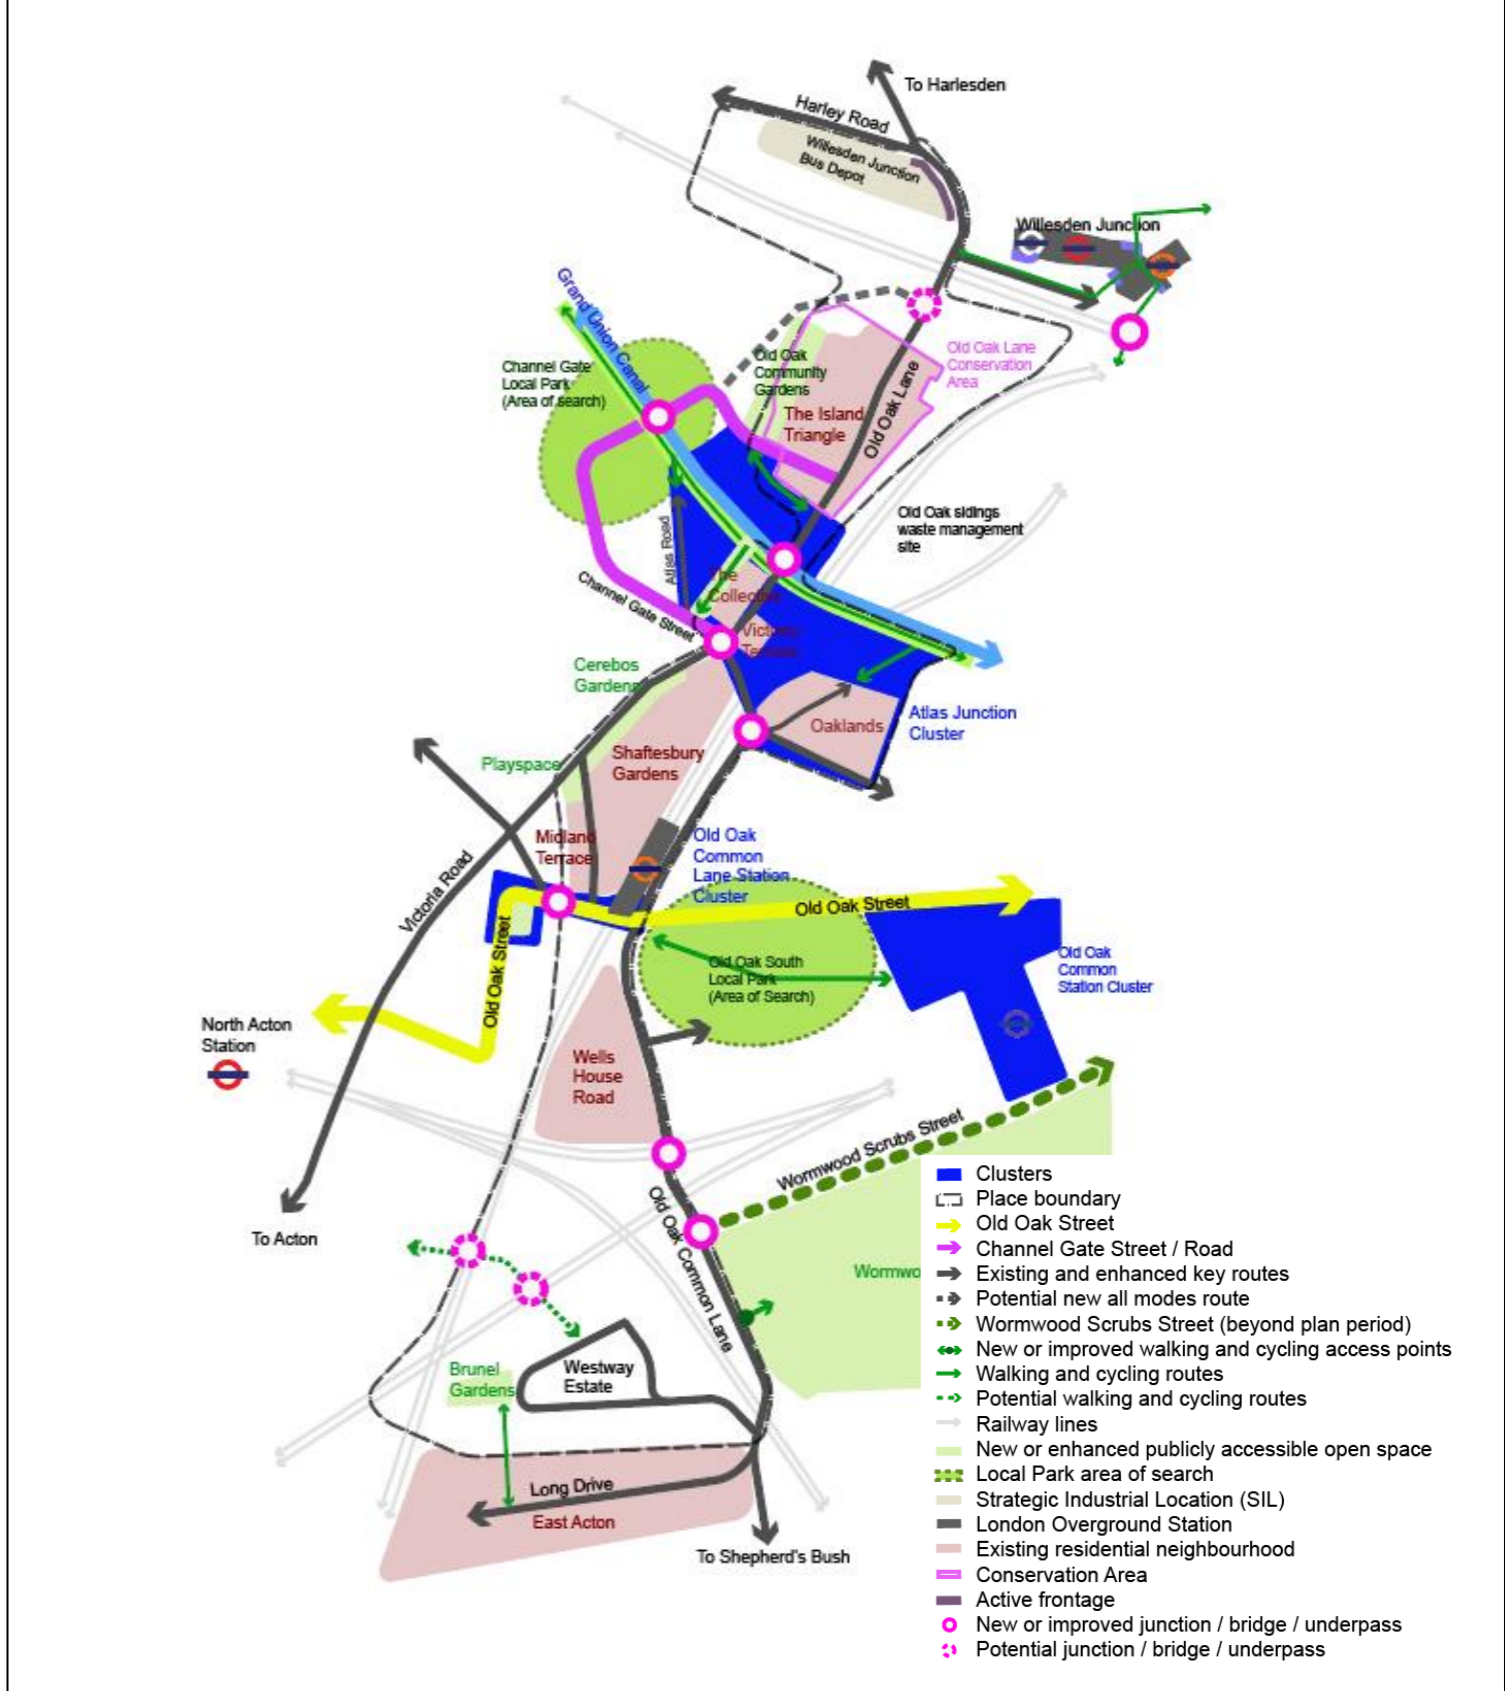 To Harlesden
Harley Road
Willesden Junction
Bus Depot
Willesden Junction
Grand Union Canal
Channel Gate
Local Park
(Area of search)
Old Oak
Community
Gardens
Old Oak Lane
Conservation
Area
The Island
Triangle
Old Oak Lane
Old Oak sidings
waste management
site
Atlas Road
Channel Gate Street
The
Victoria
Terrace
Cerebos
Gardens
Oaklands
Atlas Junction
Cluster
Playspace
Shaftesbury
Gardens
Midland
Terrace
Old Oak
Common
Lane Station
Cluster
Victoria Road
Old Oak Street
Old Oak Street
Old Oak South
Local Park
(Area of Search)
Old Oak
Common
Station Cluster
North Acton
Station
Wells
House
Road
Wormwood Scrubs Street
To Acton
Old Oak Common Lane
Wormwo
Brunel
Gardens
Westway
Estate
Long Drive
East Acton
To Shepherd's Bush
Clusters
Place boundary
Old Oak Street
Channel Gate Street / Road
Existing and enhanced key routes
Potential new all modes route
Wormwood Scrubs Street (beyond plan period)
New or improved walking and cycling access points
Walking and cycling routes
Potential walking and cycling routes
Railway lines
New or enhanced publicly accessible open space
Local Park area of search
Strategic Industrial Location (SIL)
London Overground Station
Existing residential neighbourhood
Conservation Area
Active frontage
New or improved junction / bridge / underpass
Potential junction / bridge / underpass